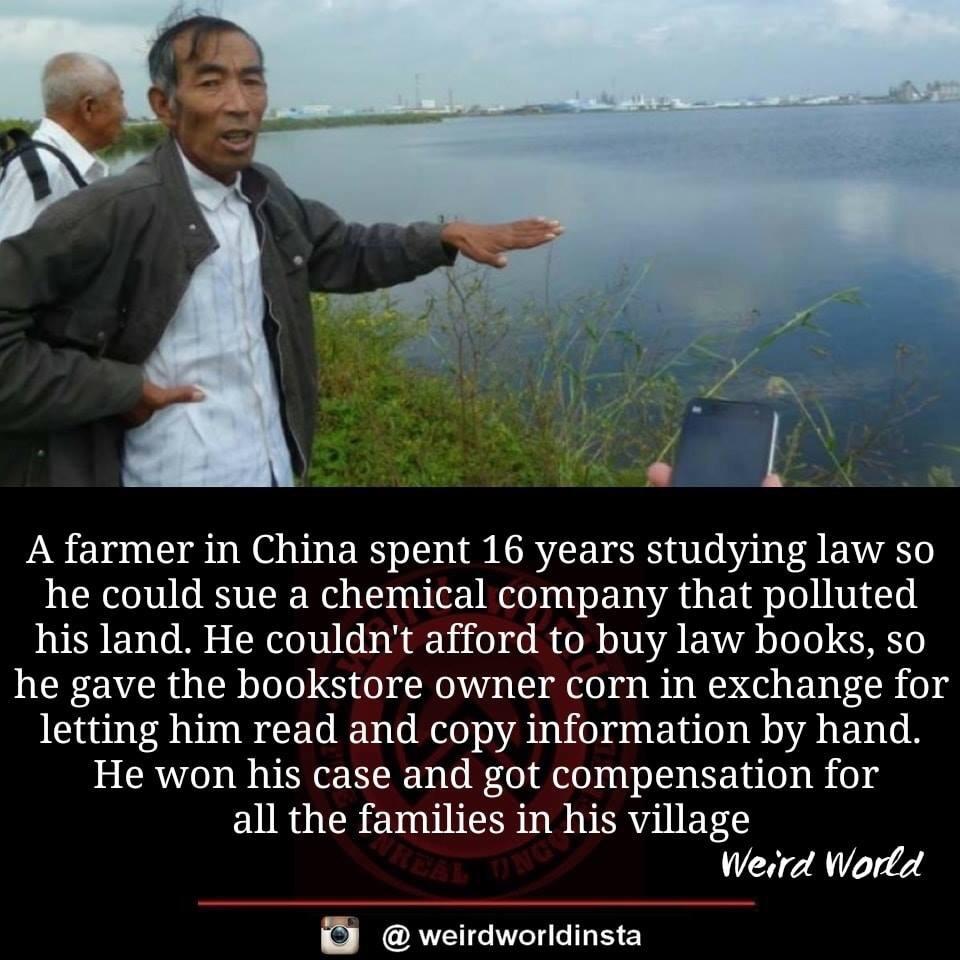 A farmer in China spent 16 years studying law so
he could sue a chemical company that polluted
his land. He couldn't afford to buy law books, so
he gave the bookstore owner corn in exchange for
letting him read and copy information by hand.
He won his case and got compensation for
all the families in his village
Weird World
@ weirdworldinsta